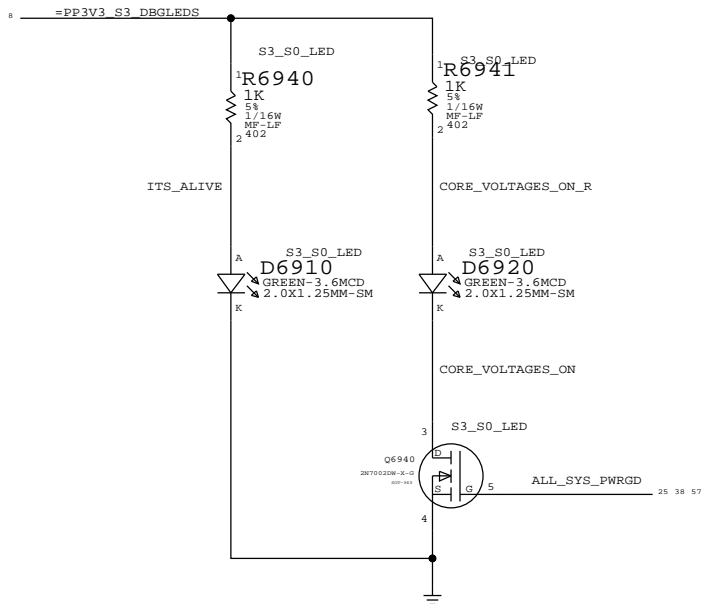 8 =PP3V3_S3_DBGLEDS
S3_S0_LED
1
R6940
1K
5%
1/16W
MF-LF
402
2
S3_S0_LED
1
R6941
1K
5%
1/16W
MF-LF
402
2
ITS_ALIVE
CORE_VOLTAGES_ON_R
S3_S0_LED
A
D6910
GREEN-3.6MCD
2.0X1.25MM-SM
K
S3_S0_LED
A
D6920
GREEN-3.6MCD
2.0X1.25MM-SM
K
CORE_VOLTAGES_ON
S3_S0_LED
3
D
Q6940
2N7002DW-X-G
S
G
5
ALL_SYS_PWRGD
25 38 57
4